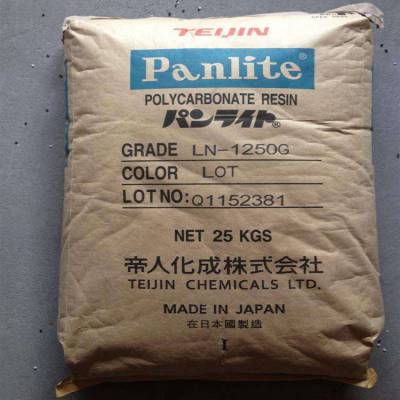 TEIJIN
Panlite®
POLYCARBONATE RESIN
パンライト®
GRADE LN-1250G
COLOR LOT
LOT NO: Q1152381
NET 25 KGS
帝人化成株式会社
TEIJIN CHEMICALS LTD.
MADE IN JAPAN
在日本國製造
I